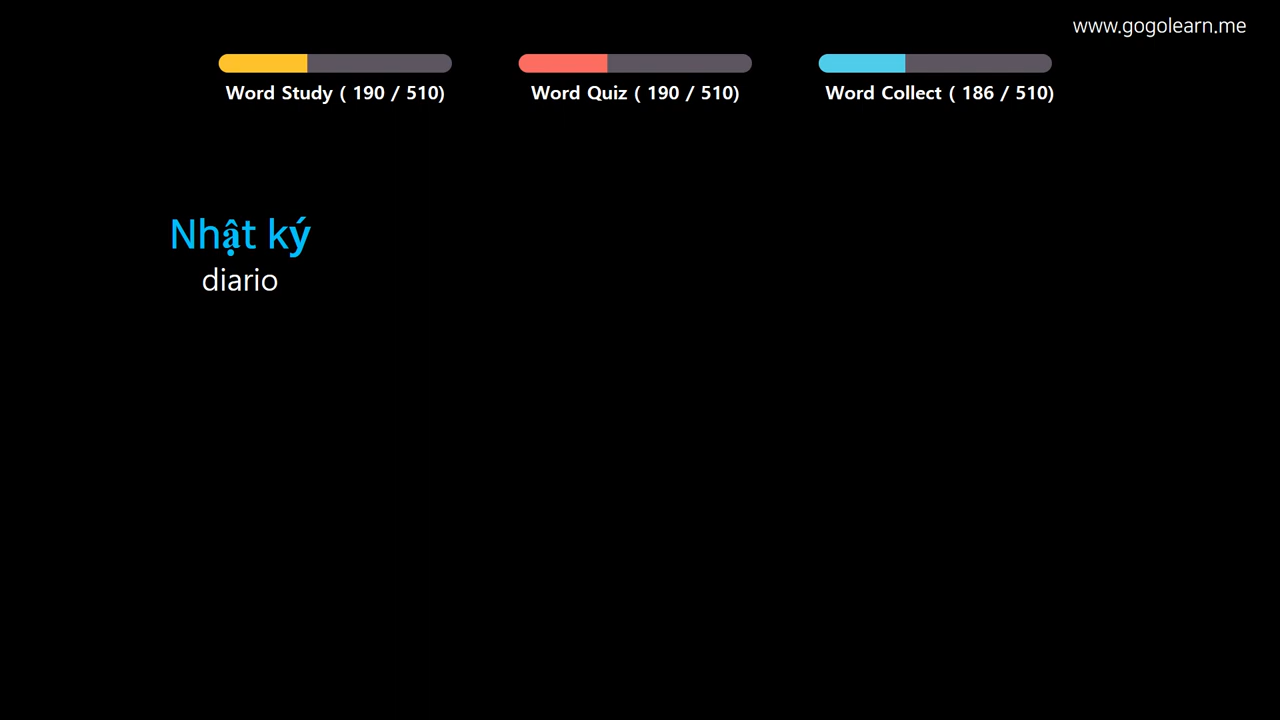 www.gogolearn.me
Word Study ( 190 / 510)
Word Quiz ( 190 / 510)
Word Collect ( 186 / 510)
Nhật ký
diario